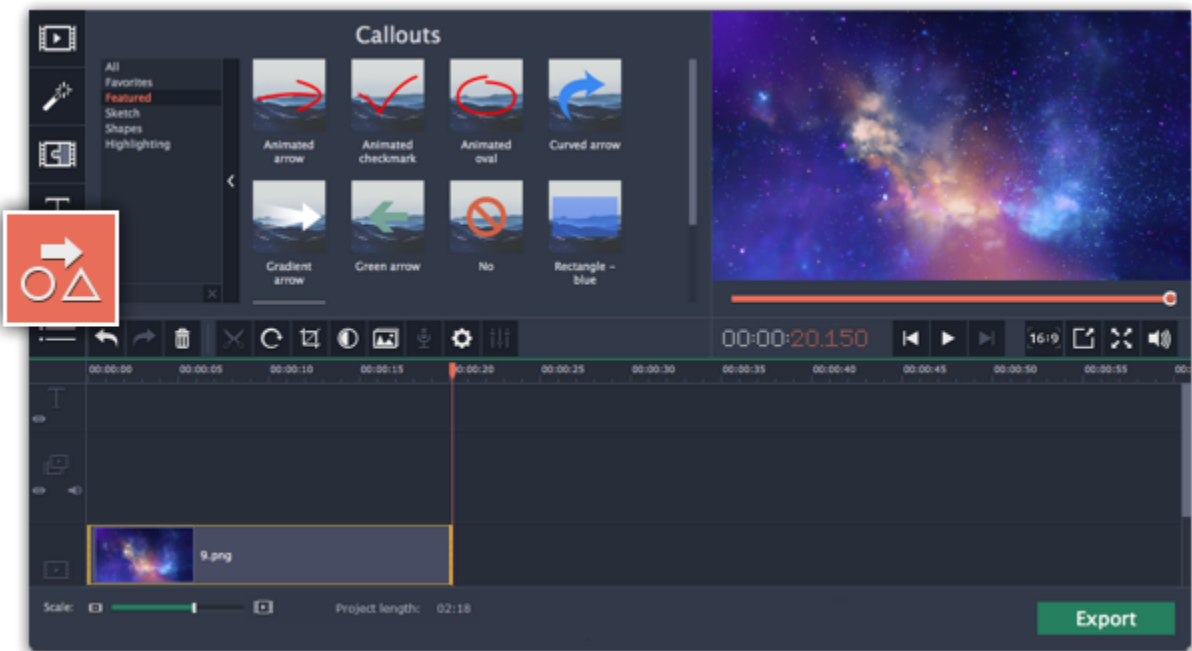 Callouts
All
Favorites
Featured
Sketch
Shapes
Highlighting
Animated
arrow
Animated
checkmark
Animated
oval
Curved arrow
Gradient
arrow
Green arrow
No
Rectangle –
blue
00:00:20.150
16:9
00:00:00 00:00:05 00:00:10 00:00:15 00:00:20 00:00:25 00:00:30 00:00:35 00:00:40 00:00:45 00:00:50 00:00:55 00:
T
9.png
Scale:
Project length: 02:18
Export